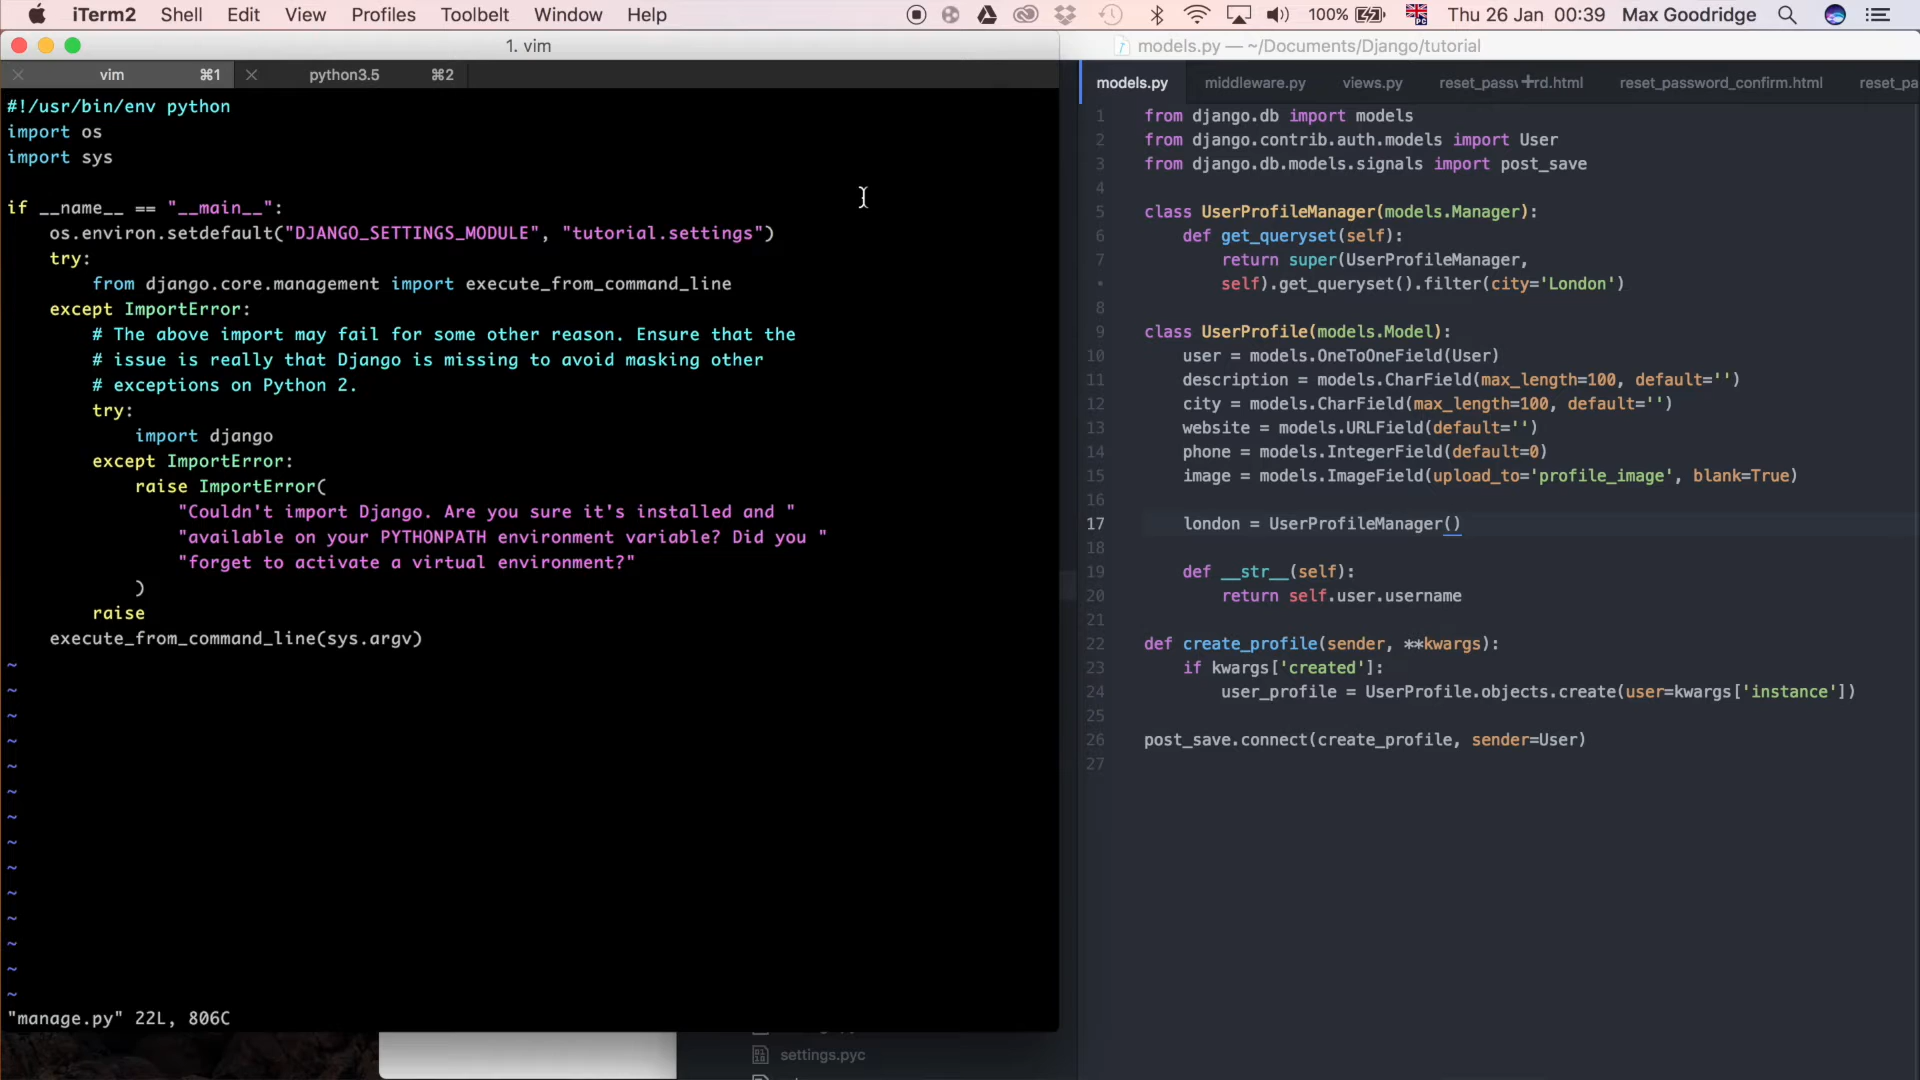 iTerm2 Shell Edit View Profiles Toolbelt Window Help 100% Thu 26 Jan 00:39 Max Goodridge
1. vim
vim ⌘1 python3.5 ⌘2
#!/usr/bin/env python
import os
import sys
if __name__ == "__main__":
os.environ.setdefault("DJANGO_SETTINGS_MODULE", "tutorial.settings")
try:
from django.core.management import execute_from_command_line
except ImportError:
# The above import may fail for some other reason. Ensure that the
# issue is really that Django is missing to avoid masking other
# exceptions on Python 2.
try:
import django
except ImportError:
raise ImportError(
"Couldn't import Django. Are you sure it's installed and "
"available on your PYTHONPATH environment variable? Did you "
"forget to activate a virtual environment?"
)
raise
execute_from_command_line(sys.argv)
~
~
~
~
~
~
~
~
~
~
~
~
~
~
"manage.py" 22L, 806C
models.py — ~/Documents/Django/tutorial
models.py middleware.py views.py reset_passw rd.html reset_password_confirm.html reset_pa
1 from django.db import models
2 from django.contrib.auth.models import User
3 from django.db.models.signals import post_save
4
5 class UserProfileManager(models.Manager):
6 def get_queryset(self):
7 return super(UserProfileManager,
• self).get_queryset().filter(city='London')
8
9 class UserProfile(models.Model):
10 user = models.OneToOneField(User)
11 description = models.CharField(max_length=100, default='')
12 city = models.CharField(max_length=100, default='')
13 website = models.URLField(default='')
14 phone = models.IntegerField(default=0)
15 image = models.ImageField(upload_to='profile_image', blank=True)
16
17 london = UserProfileManager()
18
19 def __str__(self):
20 return self.user.username
21
22 def create_profile(sender, **kwargs):
23 if kwargs['created']:
24 user_profile = UserProfile.objects.create(user=kwargs['instance'])
25
26 post_save.connect(create_profile, sender=User)
27
settings.pyc